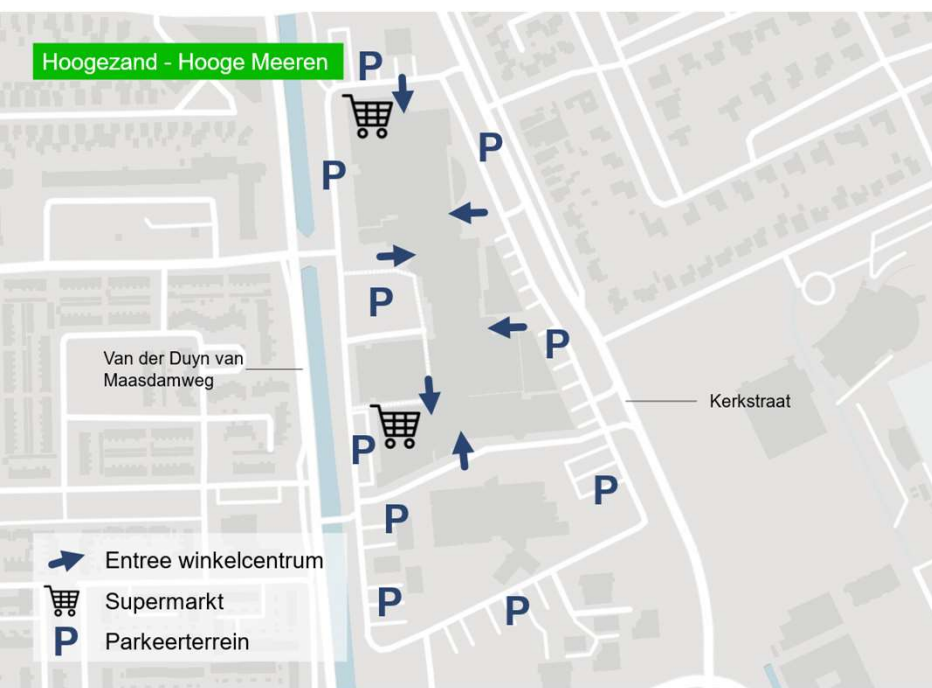 Hoogezand - Hooge Meeren
P
P
P
P
P
Van der Duyn van
Maasdamweg
Kerkstraat
P
P
P
P
P
Entree winkelcentrum
Supermarkt
P Parkeerterrein